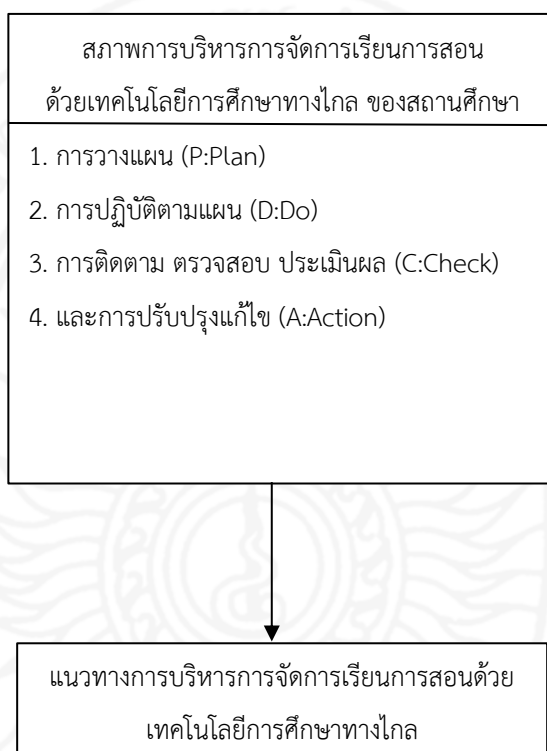 สภาพการบริหารการจัดการเรียนการสอน
ด้วยเทคโนโลยีการศึกษาทางไกล ของสถานศึกษา
1. การวางแผน (P:Plan)
2. การปฏิบัติตามแผน (D:Do)
3. การติดตาม ตรวจสอบ ประเมินผล (C:Check)
4. และการปรับปรุงแก้ไข (A:Action)
แนวทางการบริหารการจัดการเรียนการสอนด้วย
เทคโนโลยีการศึกษาทางไกล